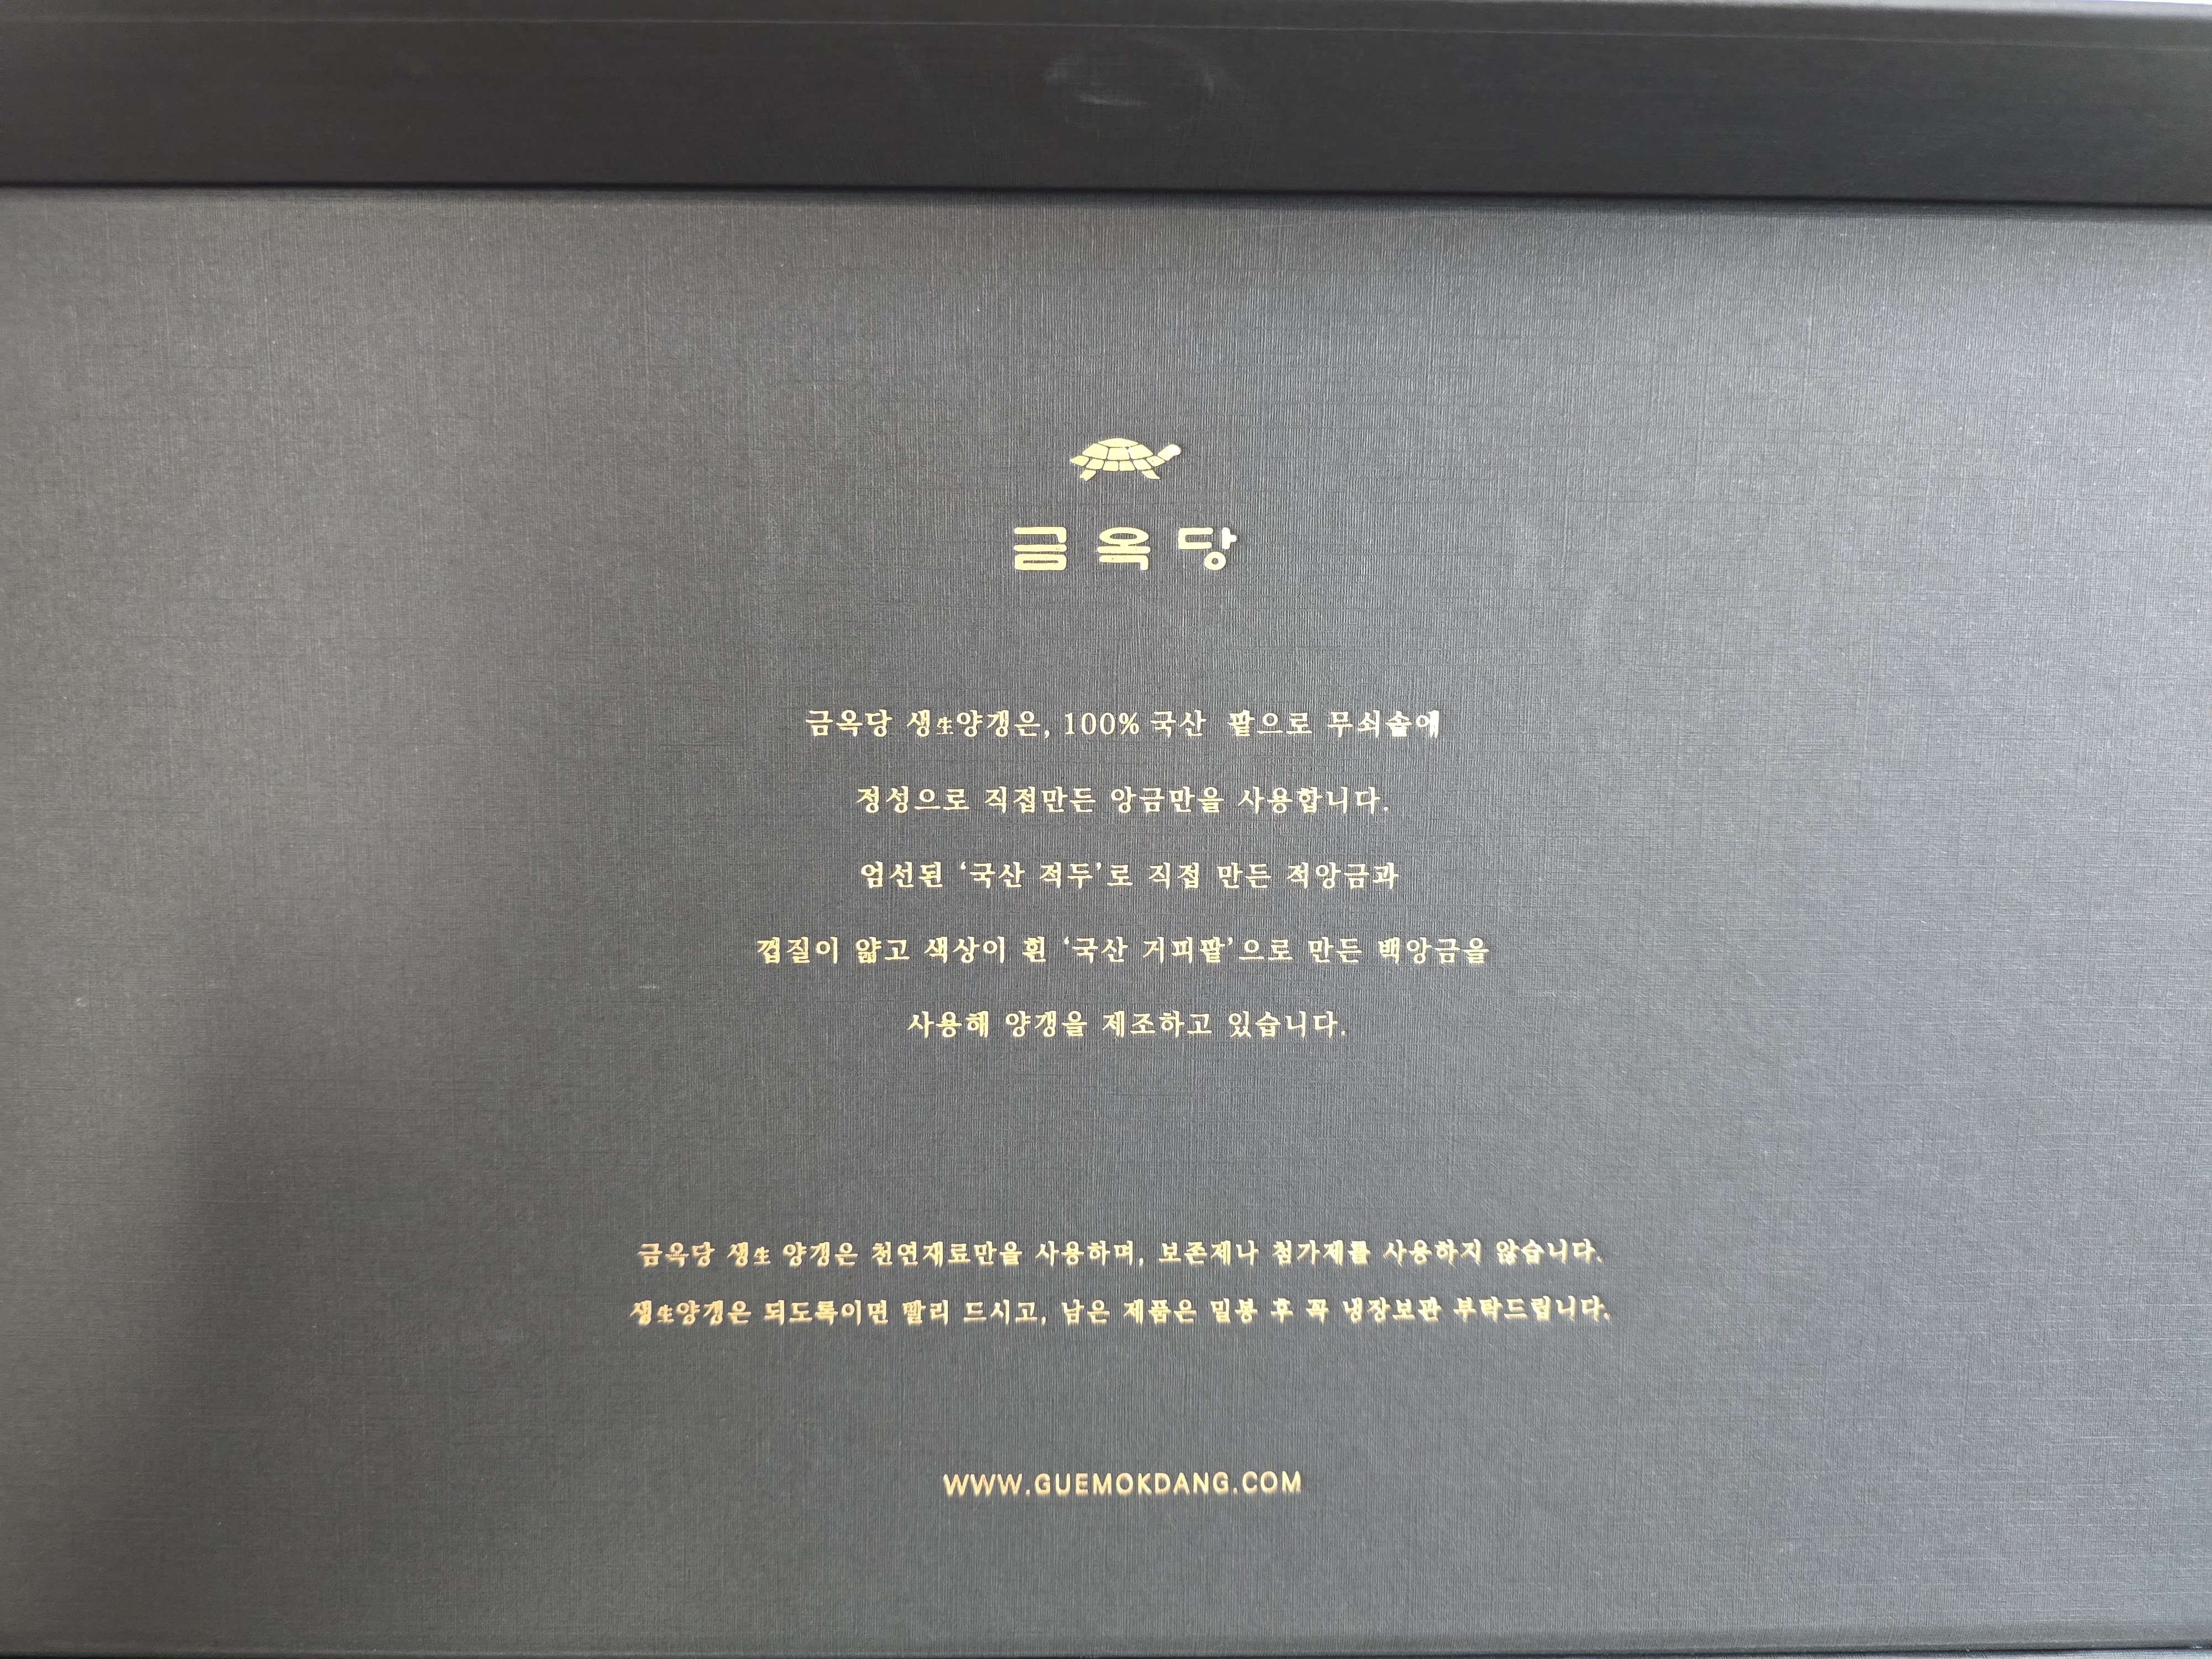 금옥당
금옥당 생生양갱은, 100% 국산 팥으로 무쇠솥에
정성으로 직접만든 앙금만을 사용합니다.
엄선된 ‘국산 적두’로 직접 만든 적앙금과
껍질이 얇고 색상이 흰 ‘국산 거피팥’으로 만든 백앙금을
사용해 양갱을 제조하고 있습니다.
금옥당 생生 양갱은 천연재료만을 사용하며, 보존제나 첨가제를 사용하지 않습니다.
생生양갱은 되도록이면 빨리 드시고, 남은 제품은 밀봉 후 꼭 냉장보관 부탁드립니다.
WWW.GUEMOKDANG.COM